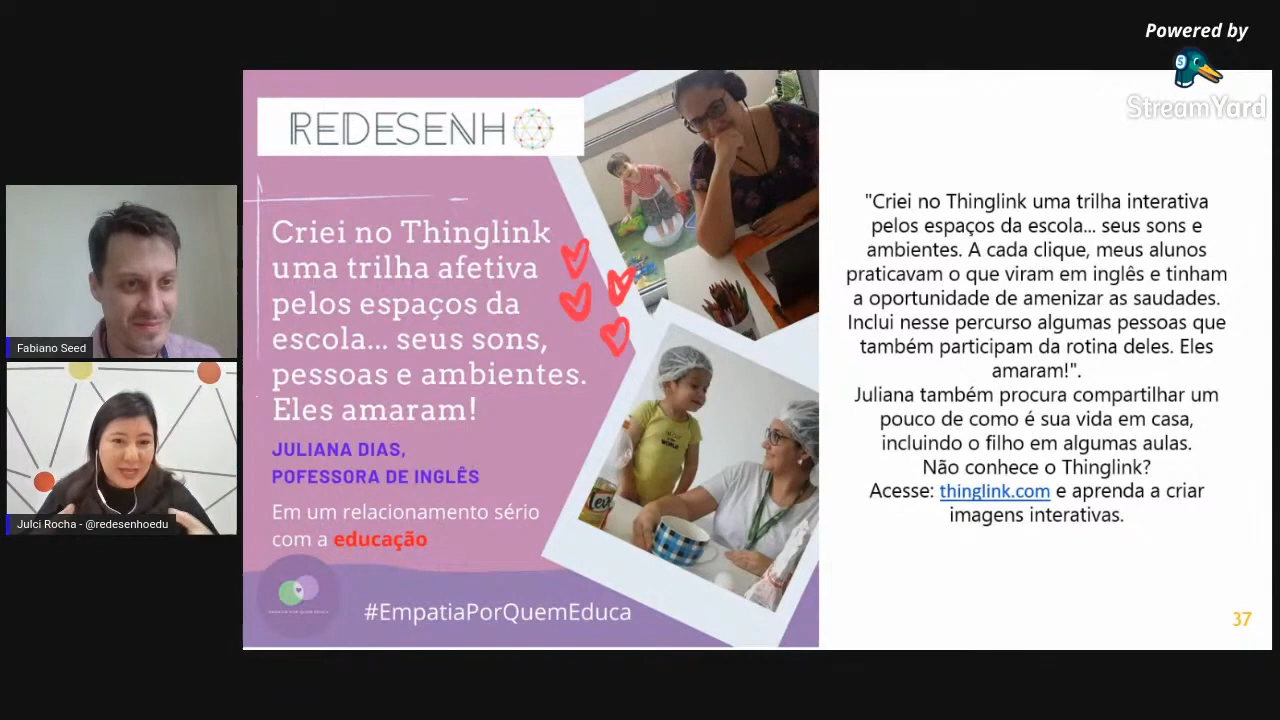 Powered by
StreamYard
REDESENHO
Criei no Thinglink
uma trilha afetiva
pelos espaços da
escola... seus sons,
pessoas e ambientes.
Eles amaram!
JULIANA DIAS,
POFESSORA DE INGLÊS
Em um relacionamento sério
com a educação
#EmpatiaPorQuemEduca
"Criei no Thinglink uma trilha interativa
pelos espaços da escola... seus sons e
ambientes. A cada clique, meus alunos
praticavam o que viram em inglês e tinham
a oportunidade de amenizar as saudades.
Inclui nesse percurso algumas pessoas que
também participam da rotina deles. Eles
amaram!".
Juliana também procura compartilhar um
pouco de como é sua vida em casa,
incluindo o filho em algumas aulas.
Não conhece o Thinglink?
Acesse: thinglink.com e aprenda a criar
imagens interativas.
37
Fabiano Seed
Julci Rocha - @redesenhoedu